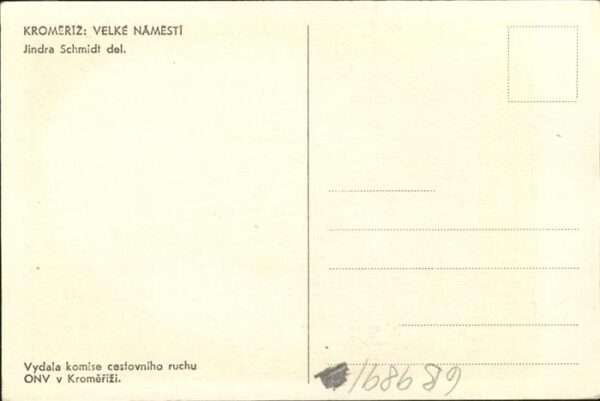 KROMĚŘÍŽ: VELKÉ NÁMĚSTÍ
Jindra Schmidt del.
Vydala komise cestovního ruchu
ONV v Kroměříži.